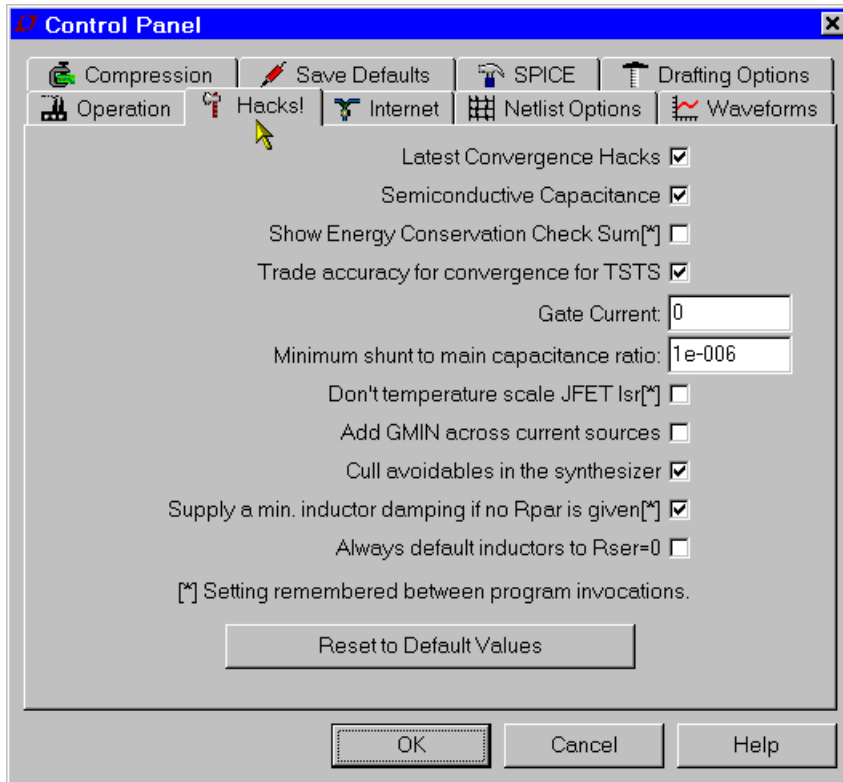 Control Panel
Compression Save Defaults SPICE Drafting Options
Operation Hacks! Internet Netlist Options Waveforms
Latest Convergence Hacks
Semiconductive Capacitance
Show Energy Conservation Check Sum[*]
Trade accuracy for convergence for TSTS
Gate Current: 0
Minimum shunt to main capacitance ratio: 1e-006
Don't temperature scale JFET Isr[*]
Add GMIN across current sources
Cull avoidables in the synthesizer
Supply a min. inductor damping if no Rpar is given[*]
Always default inductors to Rser=0
[*] Setting remembered between program invocations.
Reset to Default Values
OK Cancel Help